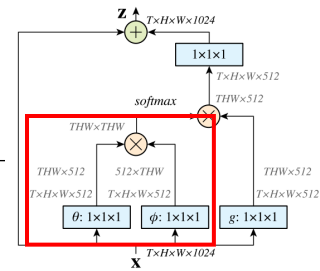 z T×H×W×1024
+
1×1×1
T×H×W×512
softmax THW×512
THW×THW ×
×
THW×512 512×THW THW×512
T×H×W×512 T×H×W×512 T×H×W×512
θ: 1×1×1 ϕ: 1×1×1 g: 1×1×1
x T×H×W×1024